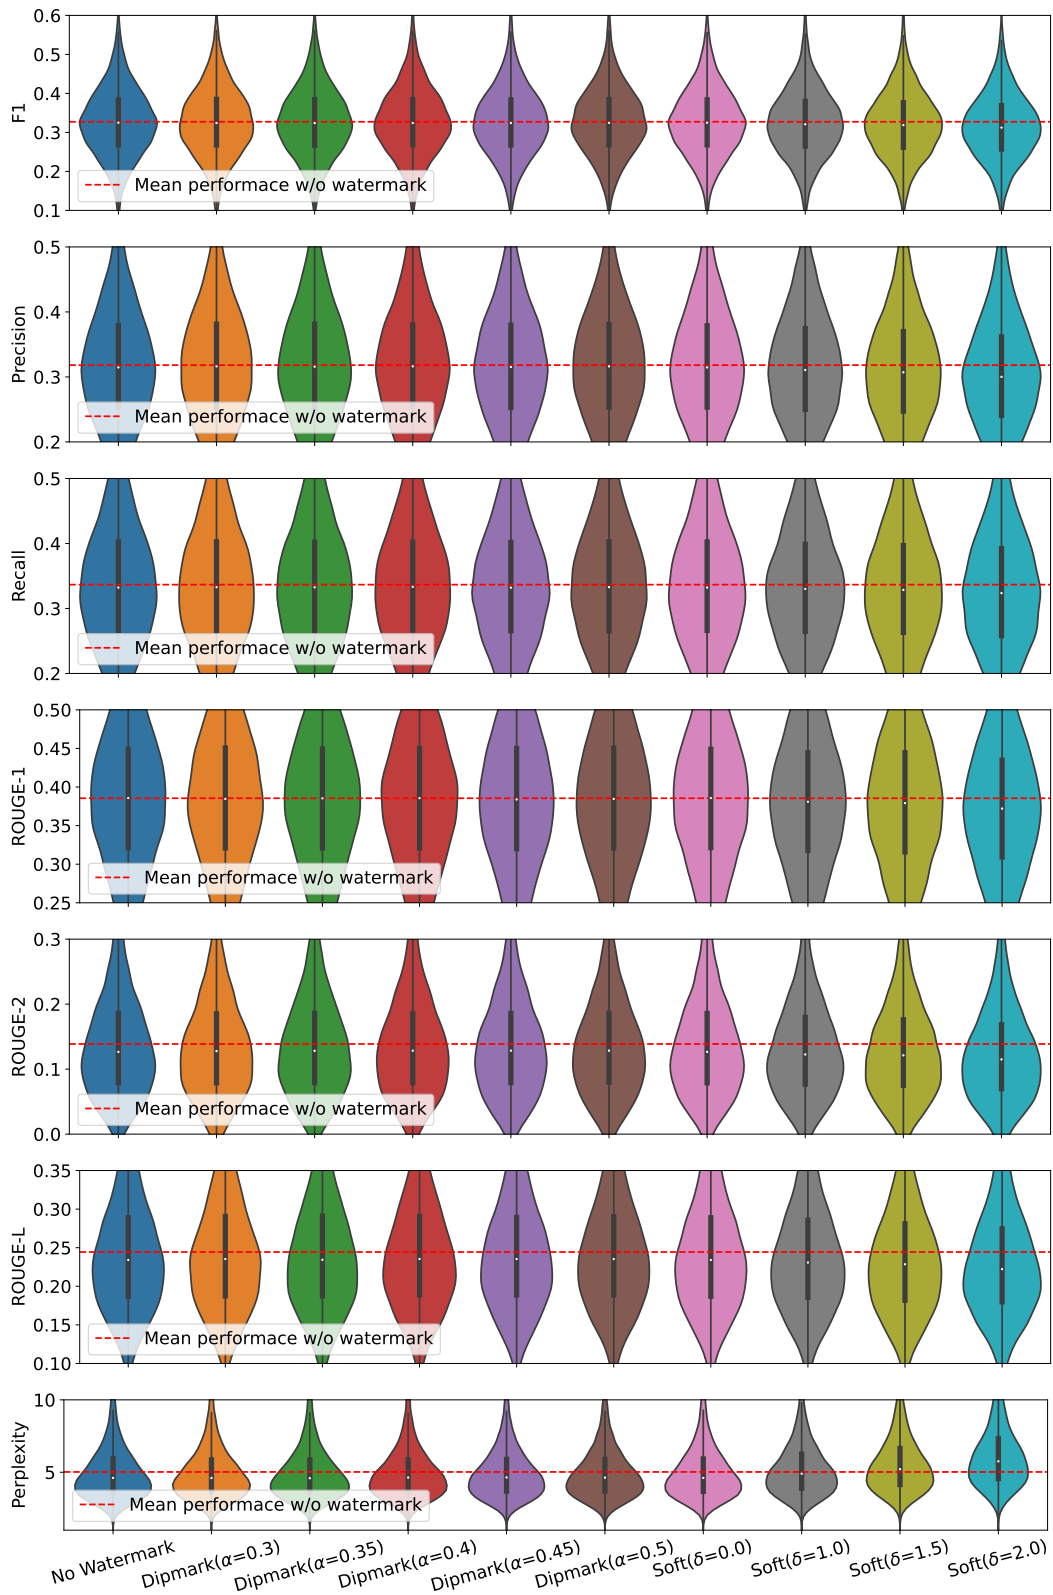 0.6
0.5
0.4
0.3
0.2
0.1
F1
Mean performace w/o watermark
0.5
0.4
0.3
0.2
Precision
Mean performace w/o watermark
0.5
0.4
0.3
0.2
Recall
Mean performace w/o watermark
0.50
0.45
0.40
0.35
0.30
0.25
ROUGE-1
Mean performace w/o watermark
0.3
0.2
0.1
0.0
ROUGE-2
Mean performace w/o watermark
0.35
0.30
0.25
0.20
0.15
0.10
ROUGE-L
Mean performace w/o watermark
10
5
Perplexity
Mean performace w/o watermark
No Watermark
Dipmark(α=0.3)
Dipmark(α=0.35)
Dipmark(α=0.4)
Dipmark(α=0.45)
Dipmark(α=0.5)
Soft(δ=0.0)
Soft(δ=1.0)
Soft(δ=1.5)
Soft(δ=2.0)